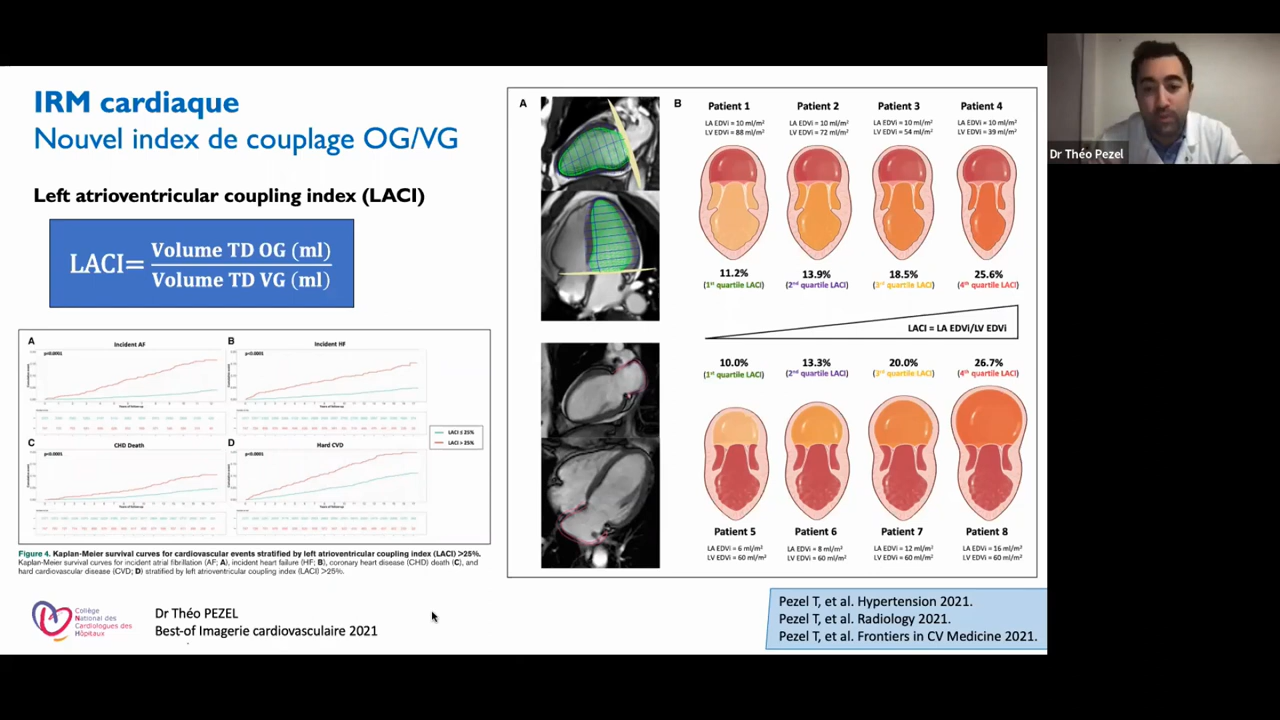 IRM cardiaque
Nouvel index de couplage OG/VG
Left atrioventricular coupling index (LACI)
LACI= Volume TD OG (ml)
Volume TD VG (ml)
A
Incident AF
p<0.0001
B
Incident HF
p<0.0001
C
CHD Death
p<0.0001
D
Hard CVD
p<0.0001
LACI ≤ 25%
LACI > 25%
Figure 4. Kaplan-Meier survival curves for cardiovascular events stratified by left atrioventricular coupling index (LACI) >25%.
Kaplan-Meier survival curves for incident atrial fibrillation (AF; A), incident heart failure (HF; B), coronary heart disease (CHD) death (C), and
hard cardiovascular disease (CVD; D) stratified by left atrioventricular coupling index (LACI) >25%.
A
B
Patient 1
Patient 2
Patient 3
Patient 4
LA EDVi = 10 ml/m²
LV EDVi = 88 ml/m²
LA EDVi = 10 ml/m²
LV EDVi = 72 ml/m²
LA EDVi = 10 ml/m²
LV EDVi = 54 ml/m²
LA EDVi = 10 ml/m²
LV EDVi = 39 ml/m²
11.2%
(1st quartile LACI)
13.9%
(2nd quartile LACI)
18.5%
(3rd quartile LACI)
25.6%
(4th quartile LACI)
LACI = LA EDVi/LV EDVi
10.0%
(1st quartile LACI)
13.3%
(2nd quartile LACI)
20.0%
(3rd quartile LACI)
26.7%
(4th quartile LACI)
Patient 5
Patient 6
Patient 7
Patient 8
LA EDVi = 6 ml/m²
LV EDVi = 60 ml/m²
LA EDVi = 8 ml/m²
LV EDVi = 60 ml/m²
LA EDVi = 12 ml/m²
LV EDVi = 60 ml/m²
LA EDVi = 16 ml/m²
LV EDVi = 60 ml/m²
Collège
National des
Cardiologues des
Hôpitaux
Dr Théo PEZEL
Best-of Imagerie cardiovasculaire 2021
Pezel T, et al. Hypertension 2021.
Pezel T, et al. Radiology 2021.
Pezel T, et al. Frontiers in CV Medicine 2021.
Dr Théo Pezel